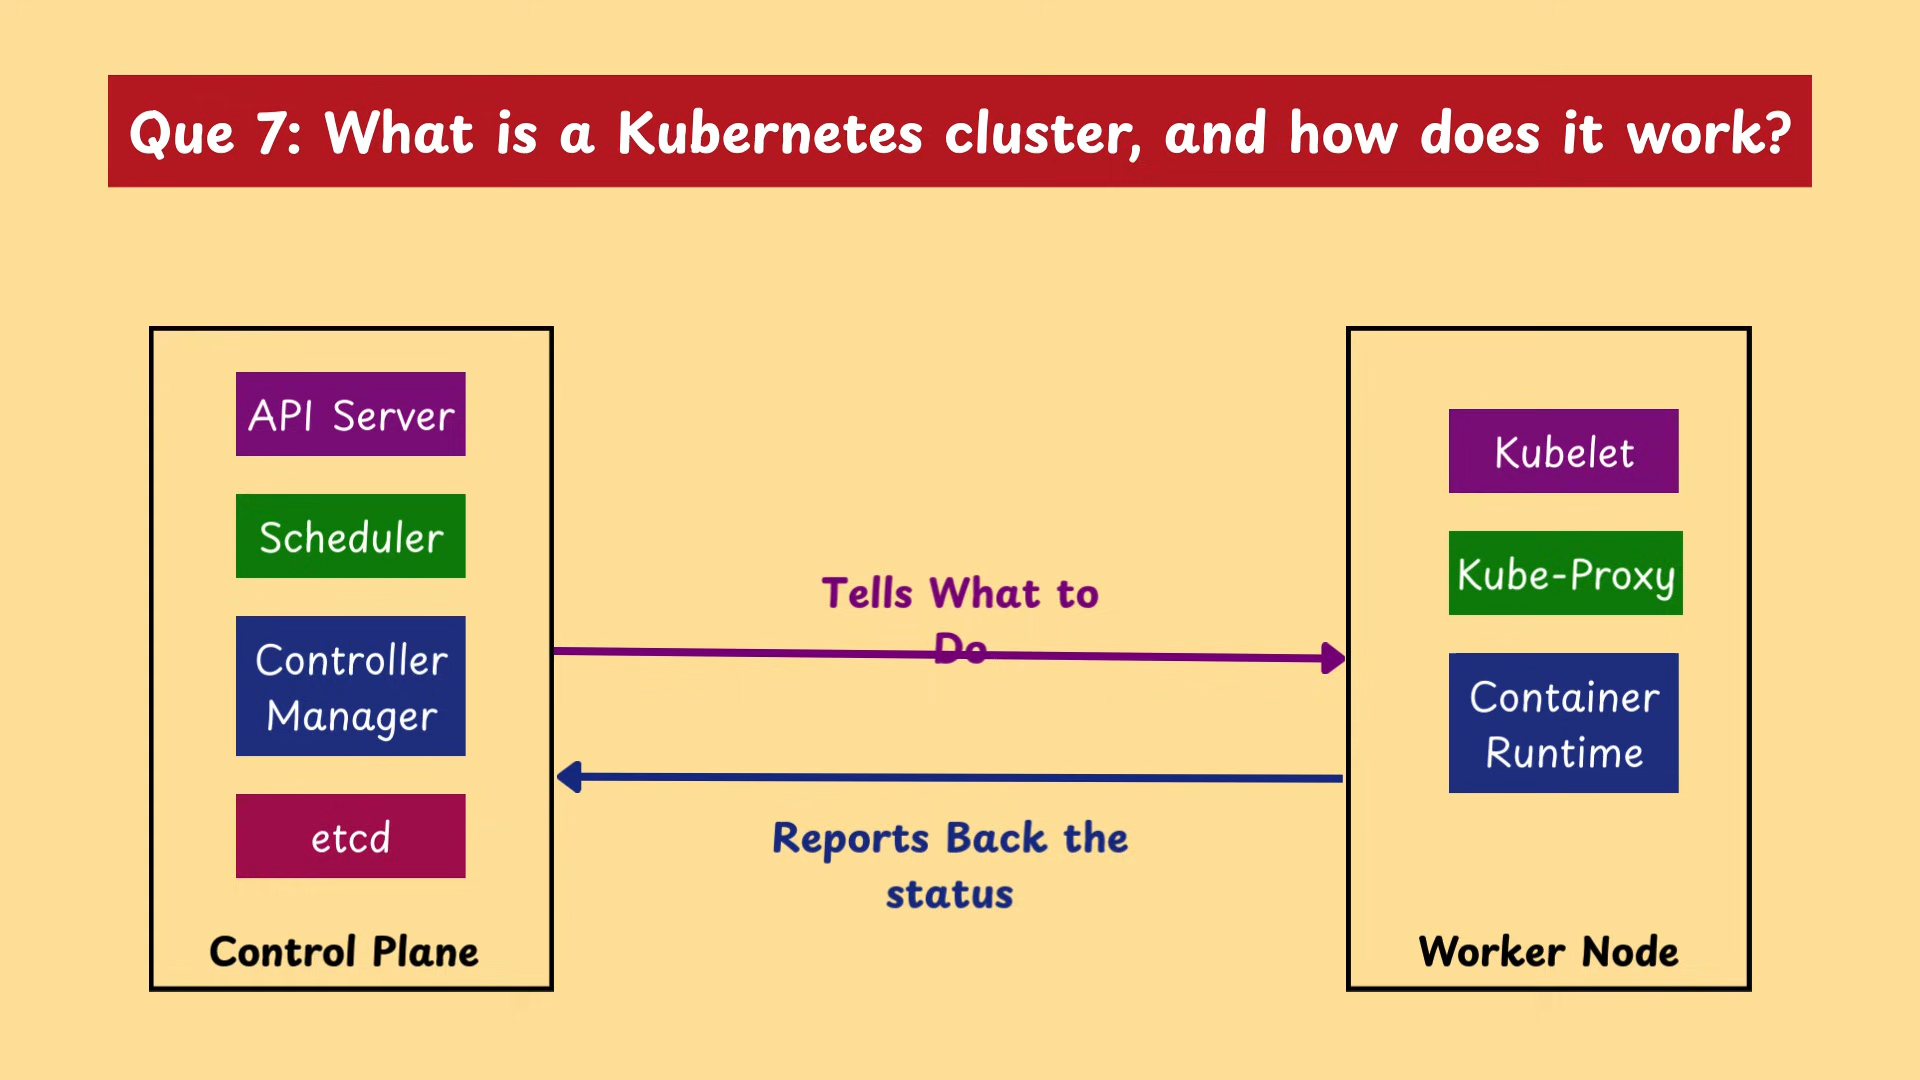 Que 7: What is a Kubernetes cluster, and how does it work?
API Server
Scheduler
Controller
Manager
etcd
Control Plane
Tells What to
Do
Reports Back the
status
Kubelet
Kube-Proxy
Container
Runtime
Worker Node